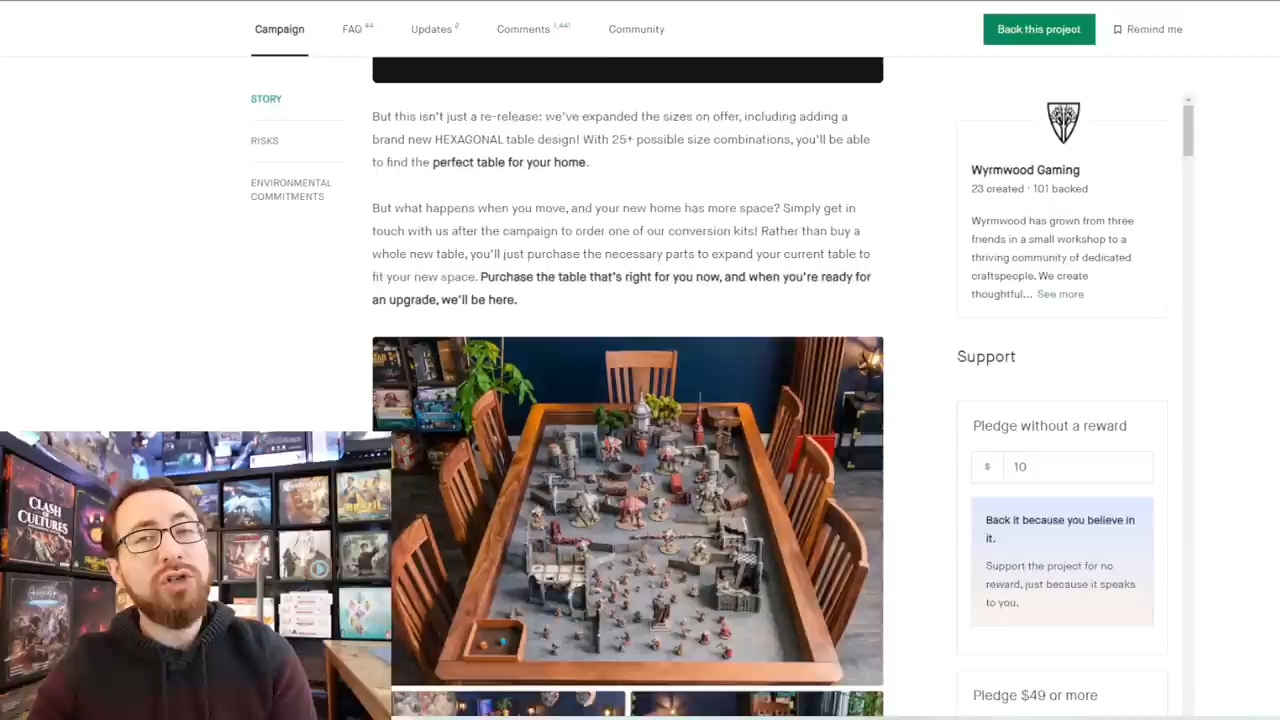 Campaign
FAQ 44
Updates 2
Comments 1,441
Community
Back this project
Remind me
STORY
RISKS
ENVIRONMENTAL
COMMITMENTS
But this isn't just a re-release: we've expanded the sizes on offer, including adding a
brand new HEXAGONAL table design! With 25+ possible size combinations, you'll be able
to find the perfect table for your home.
But what happens when you move, and your new home has more space? Simply get in
touch with us after the campaign to order one of our conversion kits! Rather than buy a
whole new table, you'll just purchase the necessary parts to expand your current table to
fit your new space. Purchase the table that's right for you now, and when you're ready for
an upgrade, we'll be here.
Wyrmwood Gaming
23 created · 101 backed
Wyrmwood has grown from three
friends in a small workshop to a
thriving community of dedicated
craftspeople. We create
thoughtful... See more
Support
Pledge without a reward
$ 10
Back it because you believe in
it.
Support the project for no
reward, just because it speaks
to you.
Pledge $49 or more
CLASH
OF
CULTURES
BRAZIL